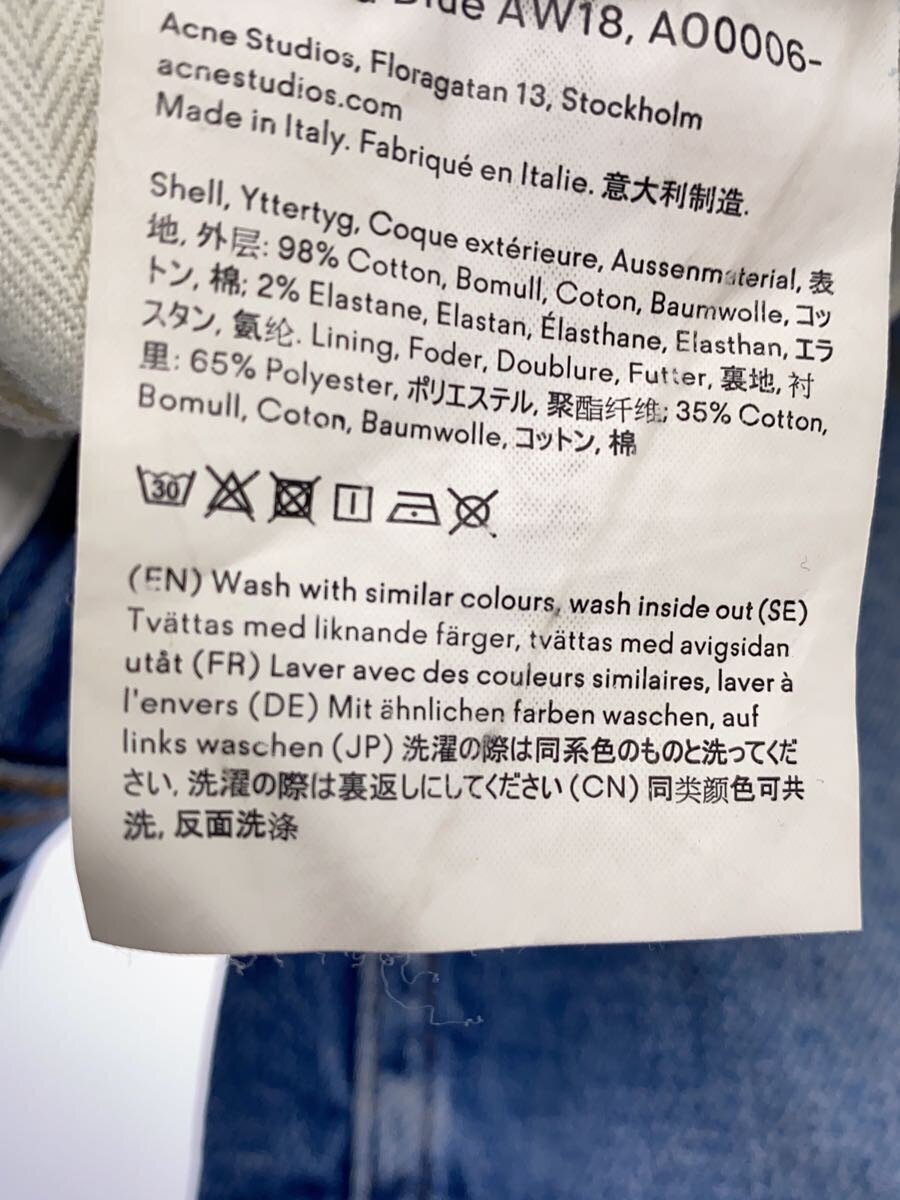 Blue AW18, AO0006-
Acne Studios, Floragatan 13, Stockholm
acnestudios.com
Made in Italy. Fabriqué en Italie. 意大利制造.
Shell, Yttertyg, Coque extérieure, Aussenmaterial, 表
地, 外层: 98% Cotton, Bomull, Coton, Baumwolle, コッ
トン, 棉; 2% Elastane, Elastan, Élasthane, Elasthan, エラ
スタン, 氨纶. Lining, Foder, Doublure, Futter, 裏地, 衬
里: 65% Polyester, ポリエステル, 聚酯纤维; 35% Cotton,
Bomull, Coton, Baumwolle, コットン, 棉
30
(EN) Wash with similar colours, wash inside out (SE)
Tvättas med liknande färger, tvättas med avigsidan
utåt (FR) Laver avec des couleurs similaires, laver à
l'envers (DE) Mit ähnlichen farben waschen, auf
links waschen (JP) 洗濯の際は同系色のものと洗ってくだ
さい, 洗濯の際は裏返しにしてください (CN) 同类颜色可共
洗, 反面洗涤